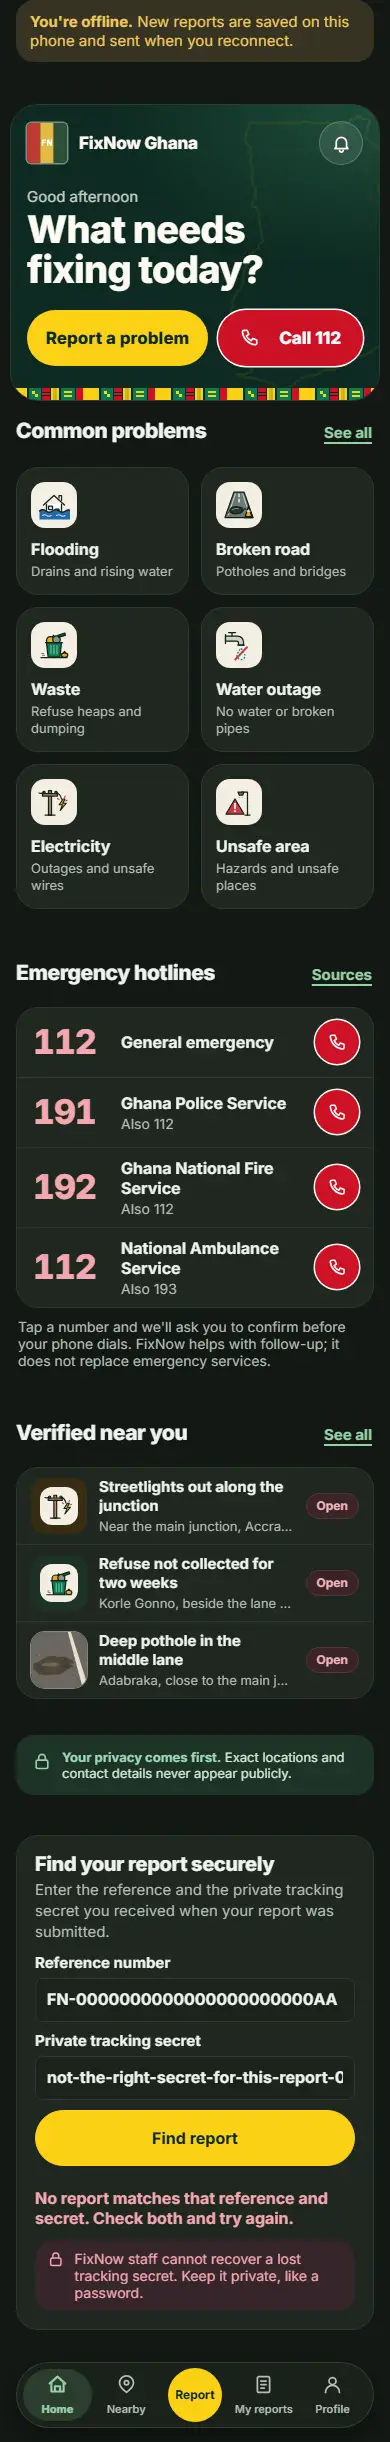 You're offline. New reports are saved on this
phone and sent when you reconnect.
FN
FixNow Ghana
Good afternoon
What needs
fixing today?
Report a problem
Call 112
Common problems
See all
Flooding
Drains and rising water
Broken road
Potholes and bridges
Waste
Refuse heaps and
dumping
Water outage
No water or broken
pipes
Electricity
Outages and unsafe
wires
Unsafe area
Hazards and unsafe
places
Emergency hotlines
Sources
112
General emergency
191
Ghana Police Service
Also 112
192
Ghana National Fire
Service
Also 112
112
National Ambulance
Service
Also 193
Tap a number and we'll ask you to confirm before
your phone dials. FixNow helps with follow-up; it
does not replace emergency services.
Verified near you
See all
Streetlights out along the
junction
Near the main junction, Accra...
Open
Refuse not collected for
two weeks
Korle Gonno, beside the lane ...
Open
Deep pothole in the
middle lane
Adabraka, close to the main j...
Open
Your privacy comes first. Exact locations and
contact details never appear publicly.
Find your report securely
Enter the reference and the private tracking
secret you received when your report was
submitted.
Reference number
FN-0000000000000000000000AA
Private tracking secret
not-the-right-secret-for-this-report-0
Find report
No report matches that reference and
secret. Check both and try again.
FixNow staff cannot recover a lost
tracking secret. Keep it private, like a
password.
Home
Nearby
Report
My reports
Profile